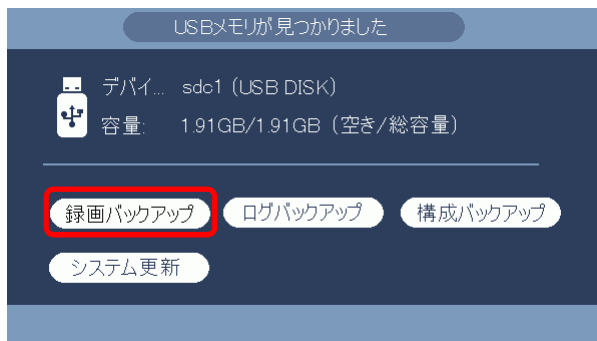 USBメモリが見つかりました
デバイ... sdc1（USB DISK）
容量: 1.91GB/1.91GB（空き/総容量）
録画バックアップ ログバックアップ 構成バックアップ
システム更新